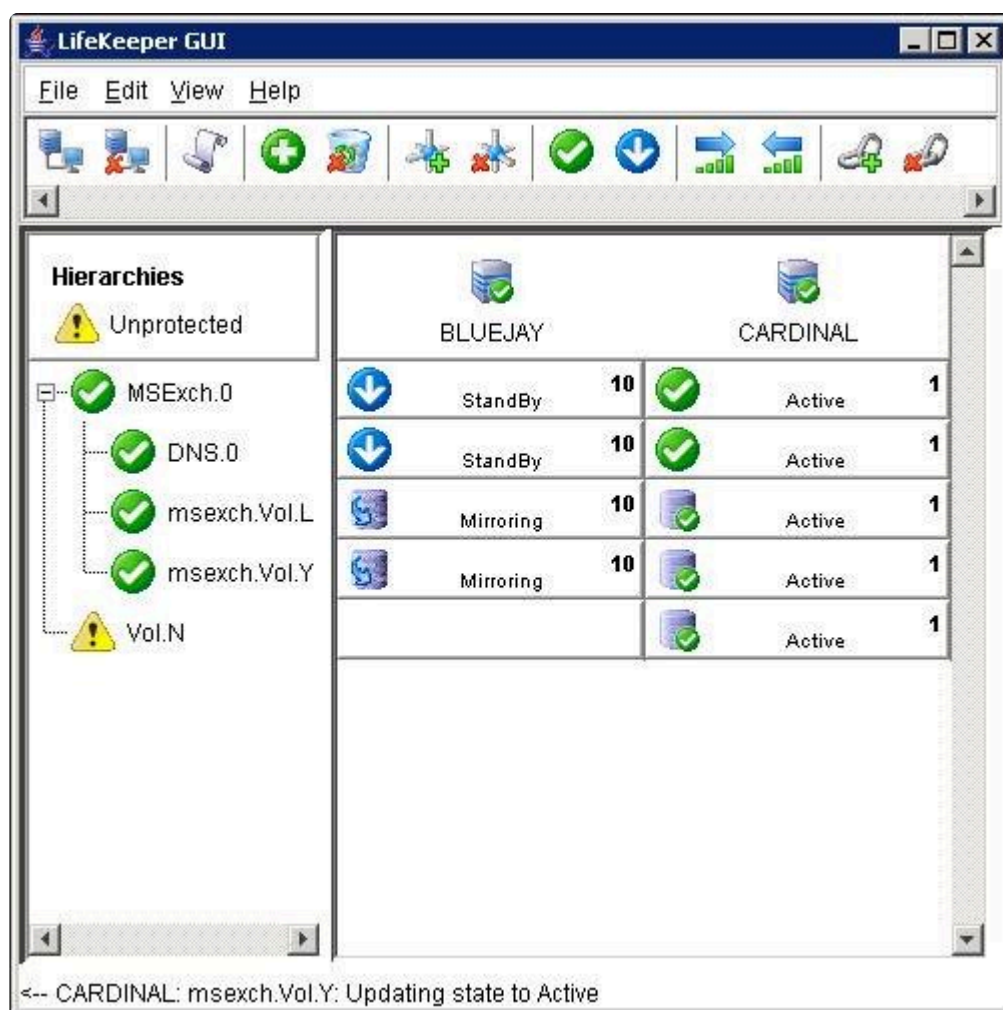 LifeKeeper GUI
File Edit View Help
Hierarchies
Unprotected
BLUEJAY CARDINAL
MSExch.0 StandBy 10 Active 1
DNS.0 StandBy 10 Active 1
msexch.Vol.L Mirroring 10 Active 1
msexch.Vol.Y Mirroring 10 Active 1
Vol.N Active 1
<-- CARDINAL: msexch.Vol.Y: Updating state to Active